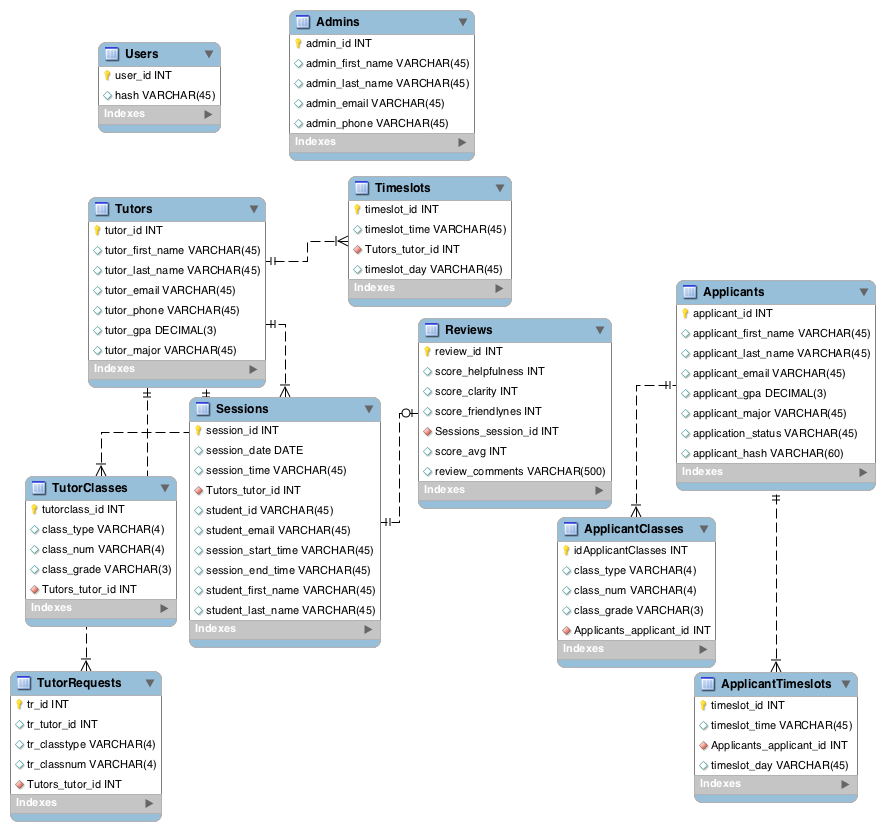 Users
user_id INT
hash VARCHAR(45)
Indexes
Admins
admin_id INT
admin_first_name VARCHAR(45)
admin_last_name VARCHAR(45)
admin_email VARCHAR(45)
admin_phone VARCHAR(45)
Indexes
Tutors
tutor_id INT
tutor_first_name VARCHAR(45)
tutor_last_name VARCHAR(45)
tutor_email VARCHAR(45)
tutor_phone VARCHAR(45)
tutor_gpa DECIMAL(3)
tutor_major VARCHAR(45)
Indexes
Timeslots
timeslot_id INT
timeslot_time VARCHAR(45)
Tutors_tutor_id INT
timeslot_day VARCHAR(45)
Indexes
Reviews
review_id INT
score_helpfulness INT
score_clarity INT
score_friendlynes INT
Sessions_session_id INT
score_avg INT
review_comments VARCHAR(500)
Indexes
Applicants
applicant_id INT
applicant_first_name VARCHAR(45)
applicant_last_name VARCHAR(45)
applicant_email VARCHAR(45)
applicant_gpa DECIMAL(3)
applicant_major VARCHAR(45)
application_status VARCHAR(45)
applicant_hash VARCHAR(60)
Indexes
Sessions
session_id INT
session_date DATE
session_time VARCHAR(45)
Tutors_tutor_id INT
student_id VARCHAR(45)
student_email VARCHAR(45)
session_start_time VARCHAR(45)
session_end_time VARCHAR(45)
student_first_name VARCHAR(45)
student_last_name VARCHAR(45)
Indexes
TutorClasses
tutorclass_id INT
class_type VARCHAR(4)
class_num VARCHAR(4)
class_grade VARCHAR(3)
Tutors_tutor_id INT
Indexes
ApplicantClasses
idApplicantClasses INT
class_type VARCHAR(4)
class_num VARCHAR(4)
class_grade VARCHAR(3)
Applicants_applicant_id INT
Indexes
TutorRequests
tr_id INT
tr_tutor_id INT
tr_classtype VARCHAR(4)
tr_classnum VARCHAR(4)
Tutors_tutor_id INT
Indexes
ApplicantTimeslots
timeslot_id INT
timeslot_time VARCHAR(45)
Applicants_applicant_id INT
timeslot_day VARCHAR(45)
Indexes